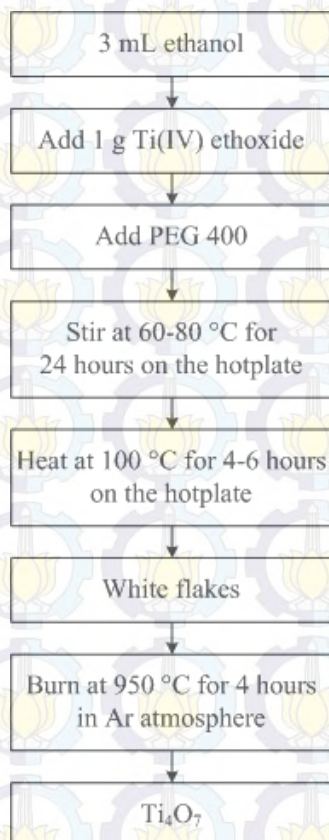 3 mL ethanol
Add 1 g Ti(IV) ethoxide
Add PEG 400
Stir at 60-80 °C for
24 hours on the hotplate
Heat at 100 °C for 4-6 hours
on the hotplate
White flakes
Burn at 950 °C for 4 hours
in Ar atmosphere
Ti₄O₇